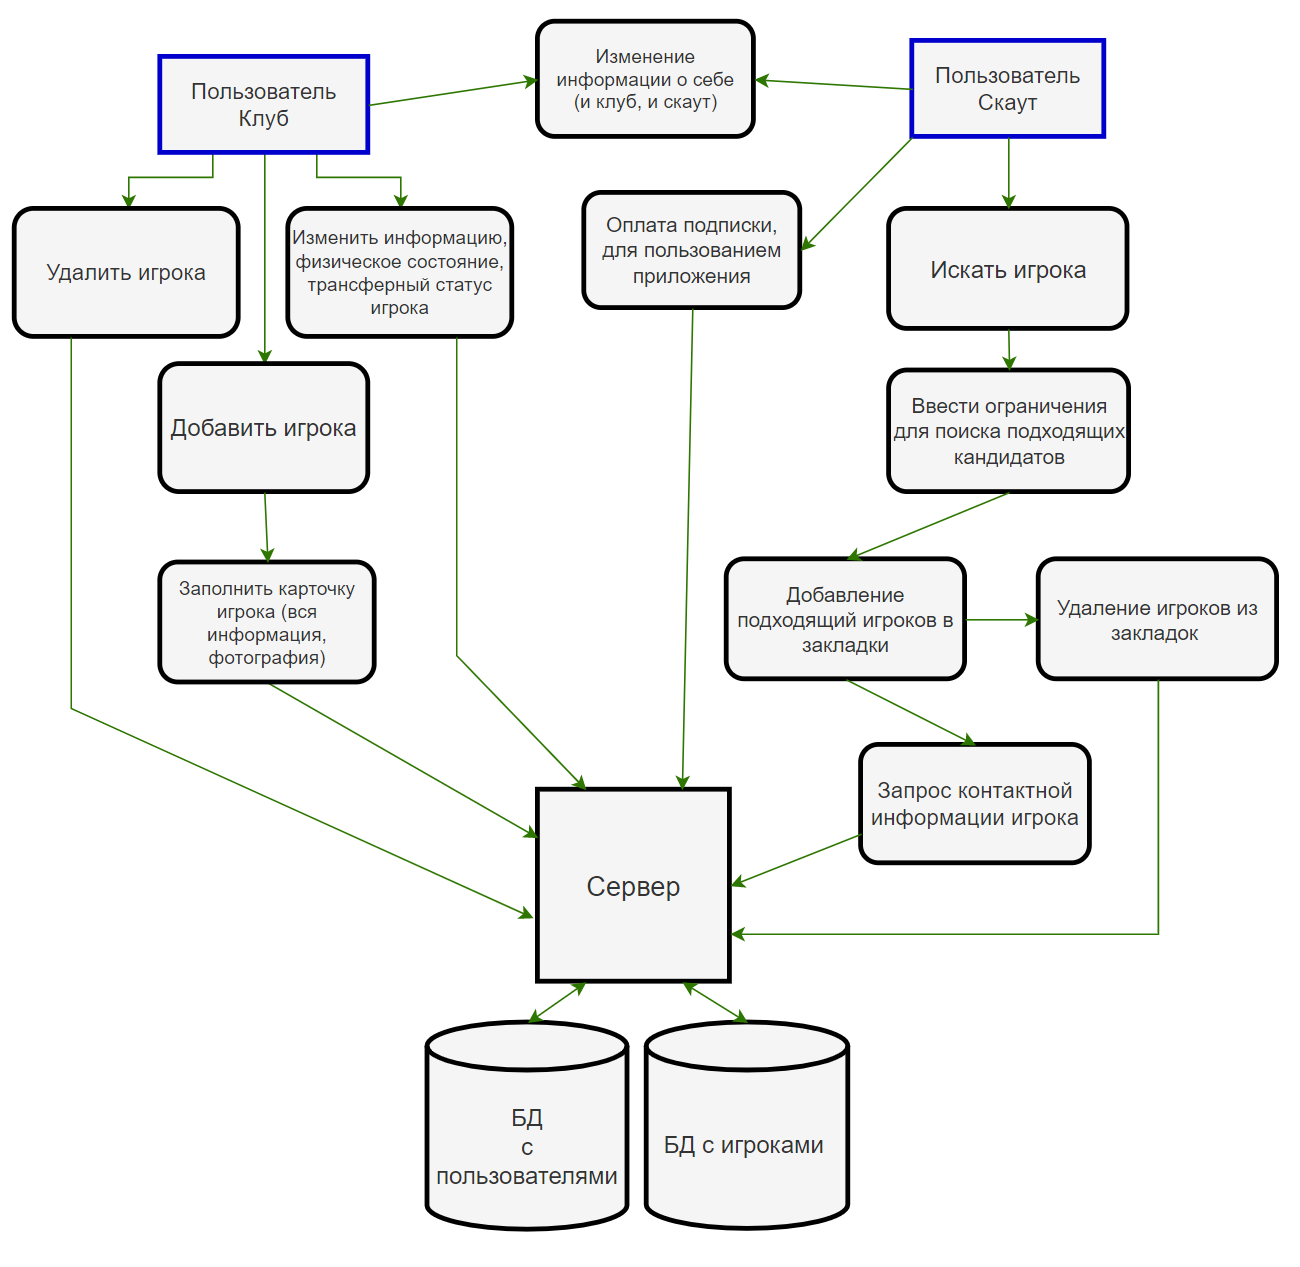 Изменение
информации о себе
(и клуб, и скаут)
Пользователь
Клуб
Пользователь
Скаут
Удалить игрока
Изменить информацию,
физическое состояние,
трансферный статус
игрока
Оплата подписки,
для пользованием
приложения
Искать игрока
Добавить игрока
Ввести ограничения
для поиска подходящих
кандидатов
Заполнить карточку
игрока (вся
информация,
фотография)
Добавление
подходящий игроков в
закладки
Удаление игроков из
закладок
Запрос контактной
информации игрока
Сервер
БД
с
пользователями
БД с игроками